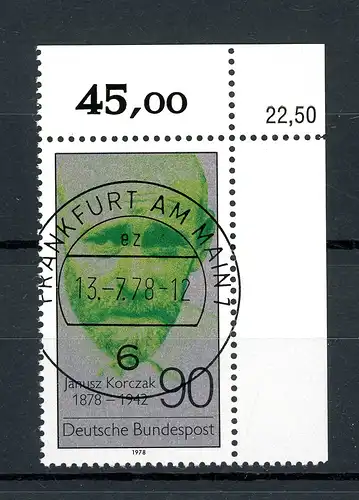 45,00
22,50
FRANKFURT AM MAIN 1
ez
13.-7.78-12
6
Janusz Korczak
1878 – 1942
90
Deutsche Bundespost
1978